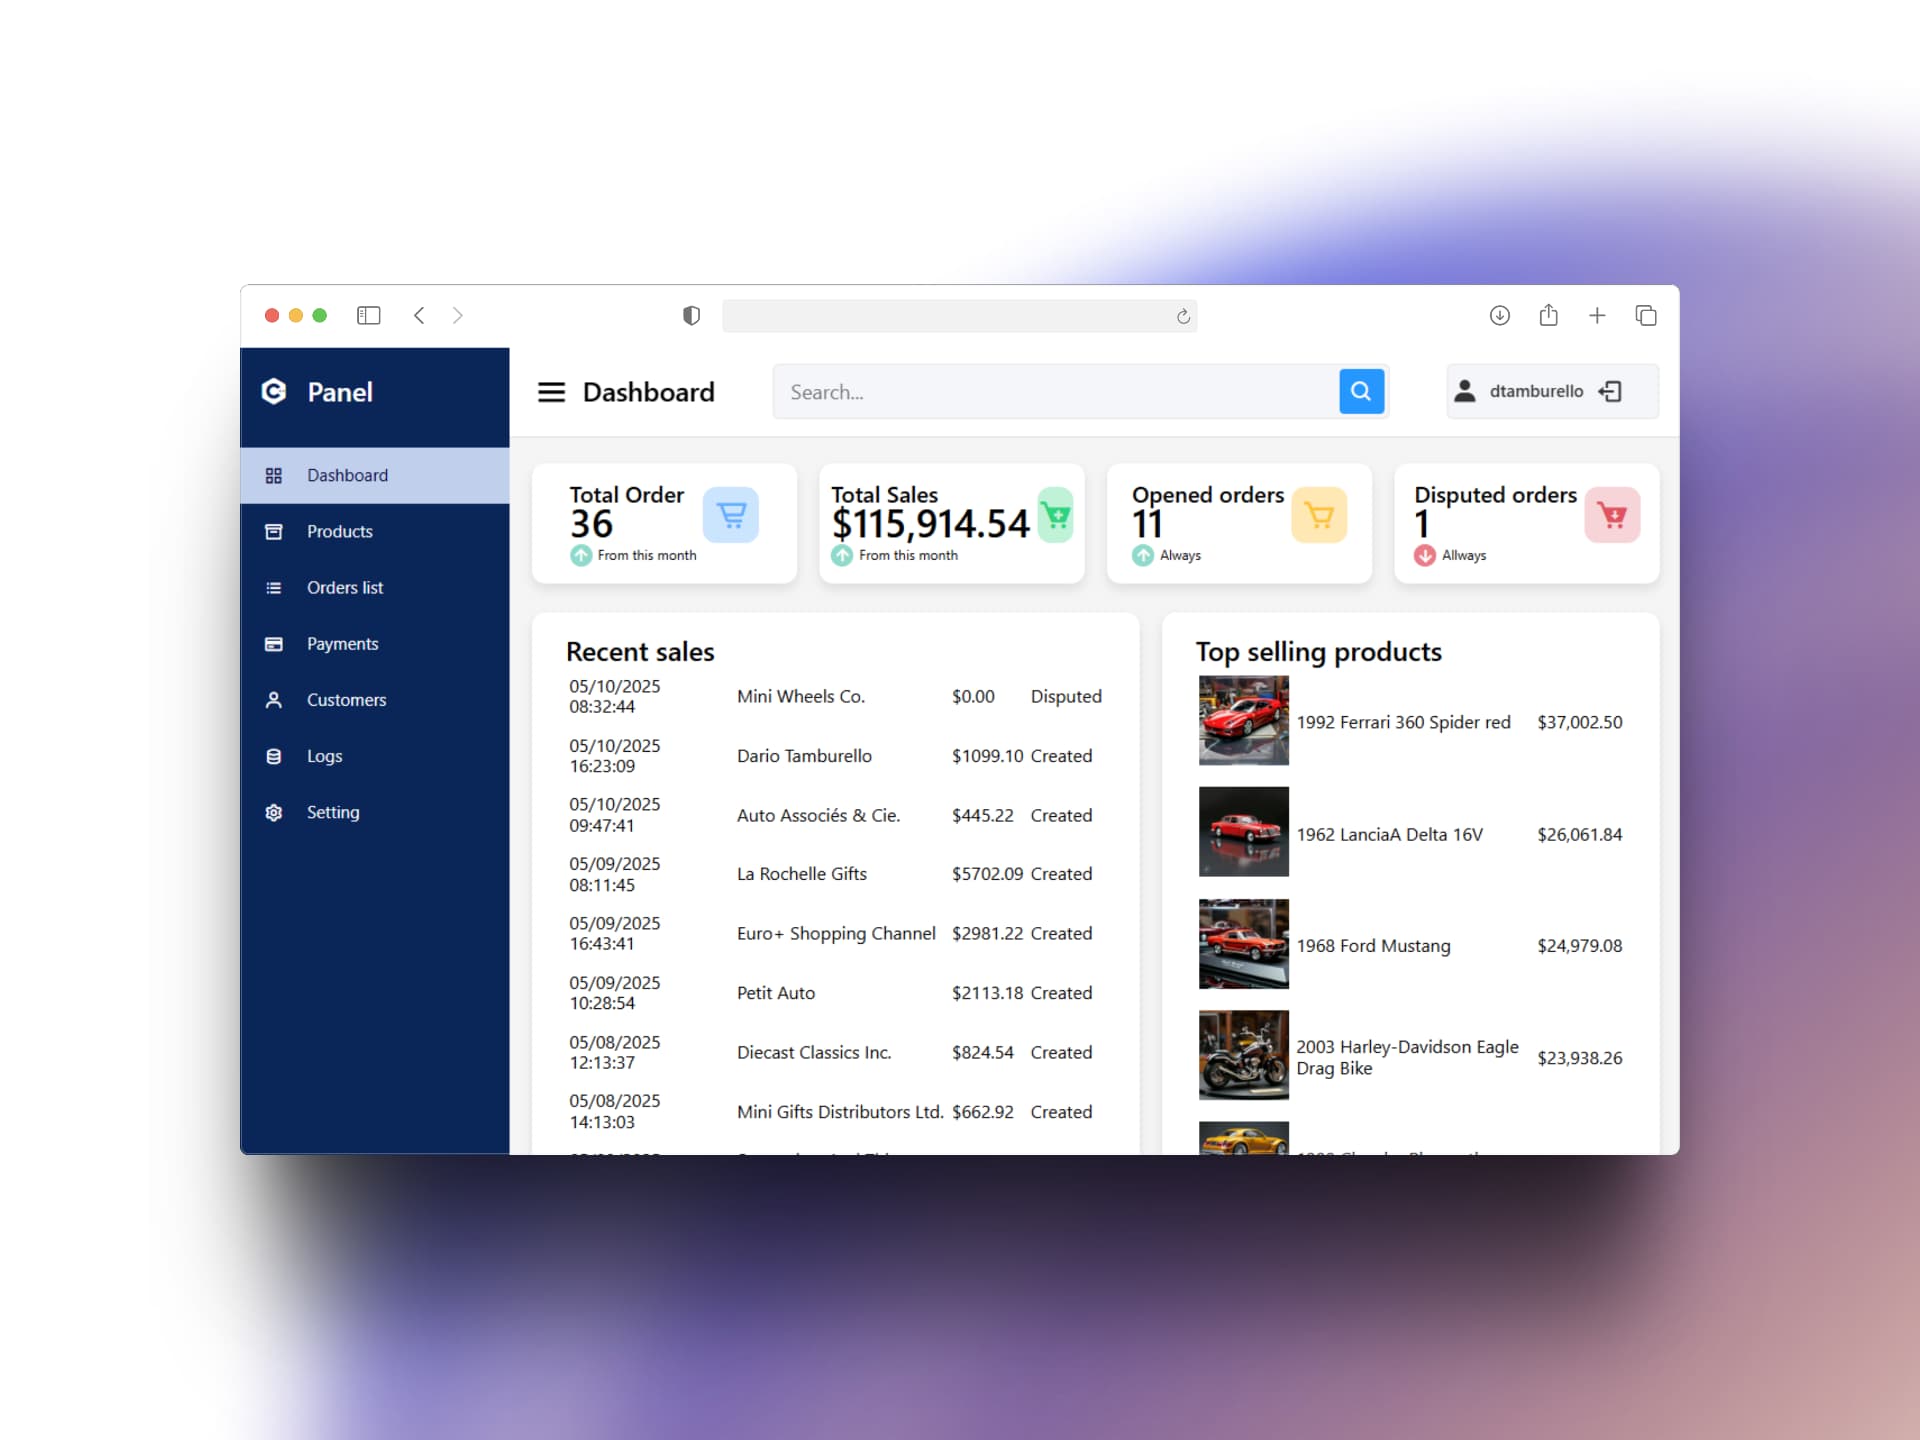 Panel
Dashboard
Products
Orders list
Payments
Customers
Logs
Setting
Dashboard
Search...
dtamburello
Total Order
36
From this month
Total Sales
$115,914.54
From this month
Opened orders
11
Always
Disputed orders
1
Allways
Recent sales
05/10/2025
08:32:44
Mini Wheels Co. $0.00 Disputed
05/10/2025
16:23:09
Dario Tamburello $1099.10 Created
05/10/2025
09:47:41
Auto Associés & Cie. $445.22 Created
05/09/2025
08:11:45
La Rochelle Gifts $5702.09 Created
05/09/2025
16:43:41
Euro+ Shopping Channel $2981.22 Created
05/09/2025
10:28:54
Petit Auto $2113.18 Created
05/08/2025
12:13:37
Diecast Classics Inc. $824.54 Created
05/08/2025
14:13:03
Mini Gifts Distributors Ltd. $662.92 Created
Top selling products
1992 Ferrari 360 Spider red $37,002.50
1962 LanciaA Delta 16V $26,061.84
1968 Ford Mustang $24,979.08
2003 Harley-Davidson Eagle
Drag Bike
$23,938.26